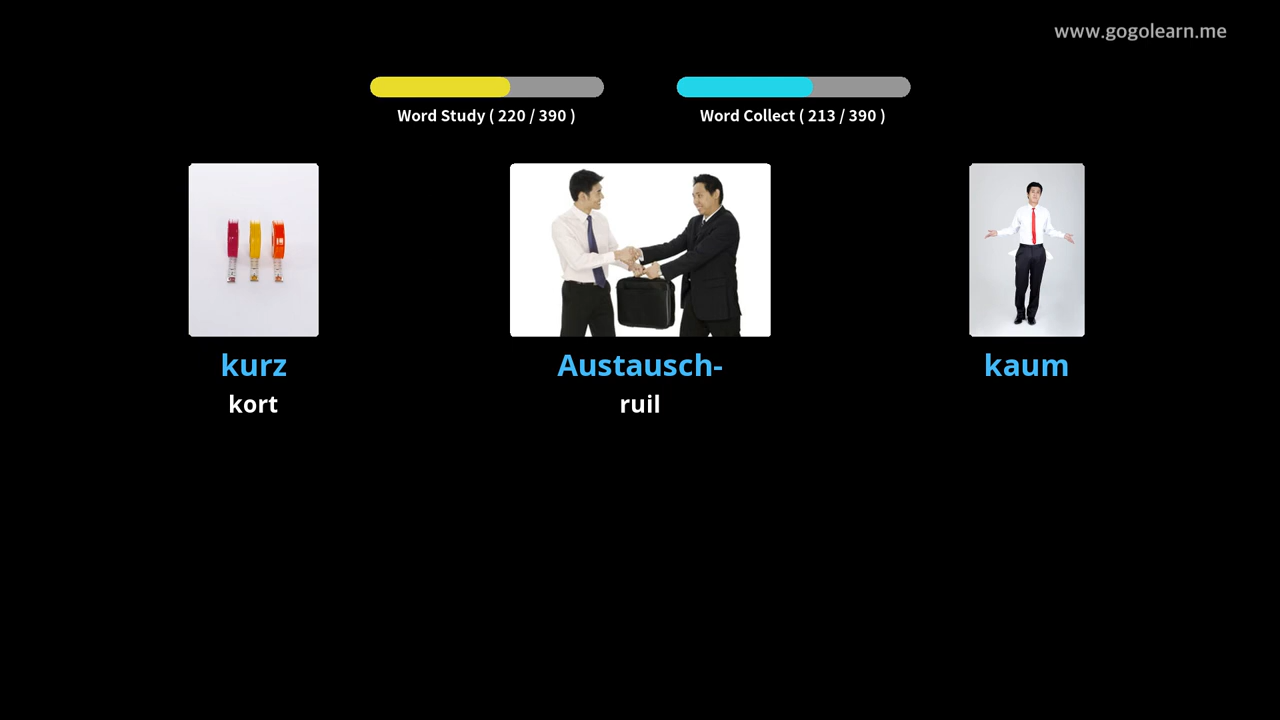 www.gogolearn.me
Word Study ( 220 / 390 )
Word Collect ( 213 / 390 )
kurz
kort
Austausch-
ruil
kaum